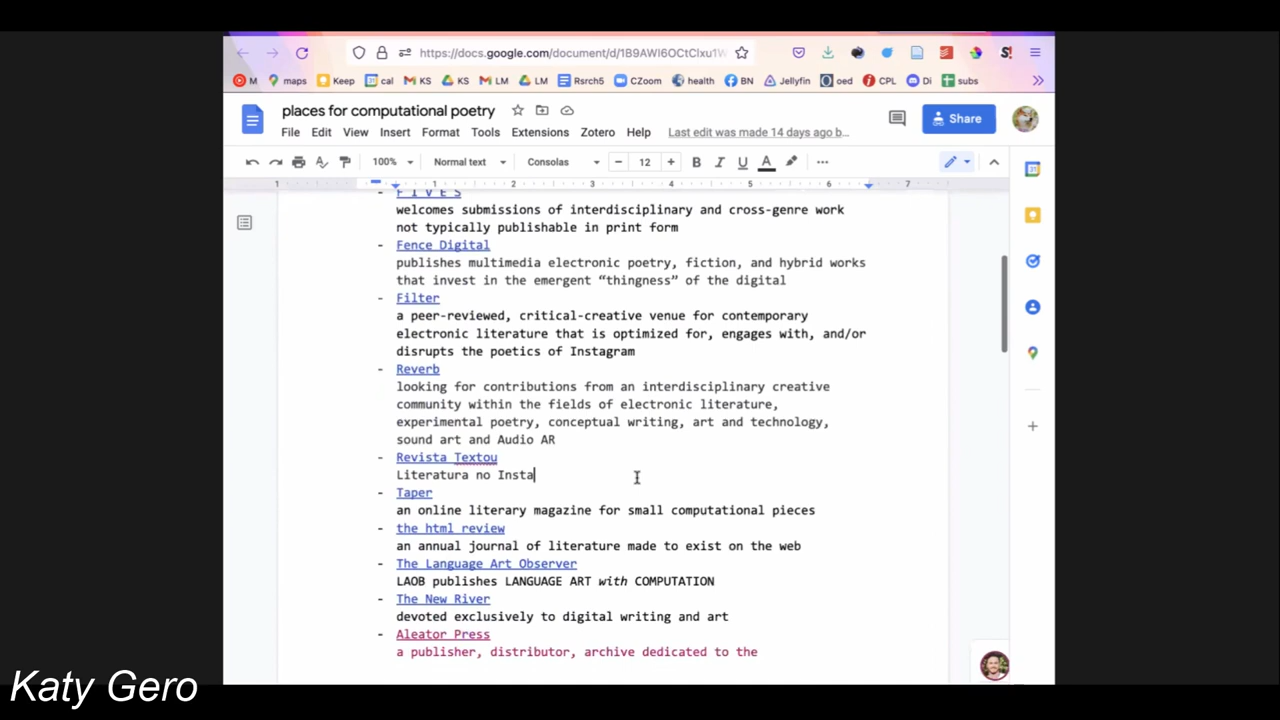 https://docs.google.com/document/d/1B9AWI6OCtClxu1W
M maps Keep cal KS KS LM LM Rsrch5 CZoom health BN Jellyfin oed CPL Di subs
places for computational poetry
Share
File Edit View Insert Format Tools Extensions Zotero Help Last edit was made 14 days ago b...
100% Normal text Consolas 12 B I U A
1 1 2 3 4 5 6 7
- F I V E S
welcomes submissions of interdisciplinary and cross-genre work
not typically publishable in print form
- Fence Digital
publishes multimedia electronic poetry, fiction, and hybrid works
that invest in the emergent “thingness” of the digital
- Filter
a peer-reviewed, critical-creative venue for contemporary
electronic literature that is optimized for, engages with, and/or
disrupts the poetics of Instagram
- Reverb
looking for contributions from an interdisciplinary creative
community within the fields of electronic literature,
experimental poetry, conceptual writing, art and technology,
sound art and Audio AR
- Revista Textou
Literatura no Insta
- Taper
an online literary magazine for small computational pieces
- the html review
an annual journal of literature made to exist on the web
- The Language Art Observer
LAOB publishes LANGUAGE ART with COMPUTATION
- The New River
devoted exclusively to digital writing and art
- Aleator Press
a publisher, distributor, archive dedicated to the
Katy Gero